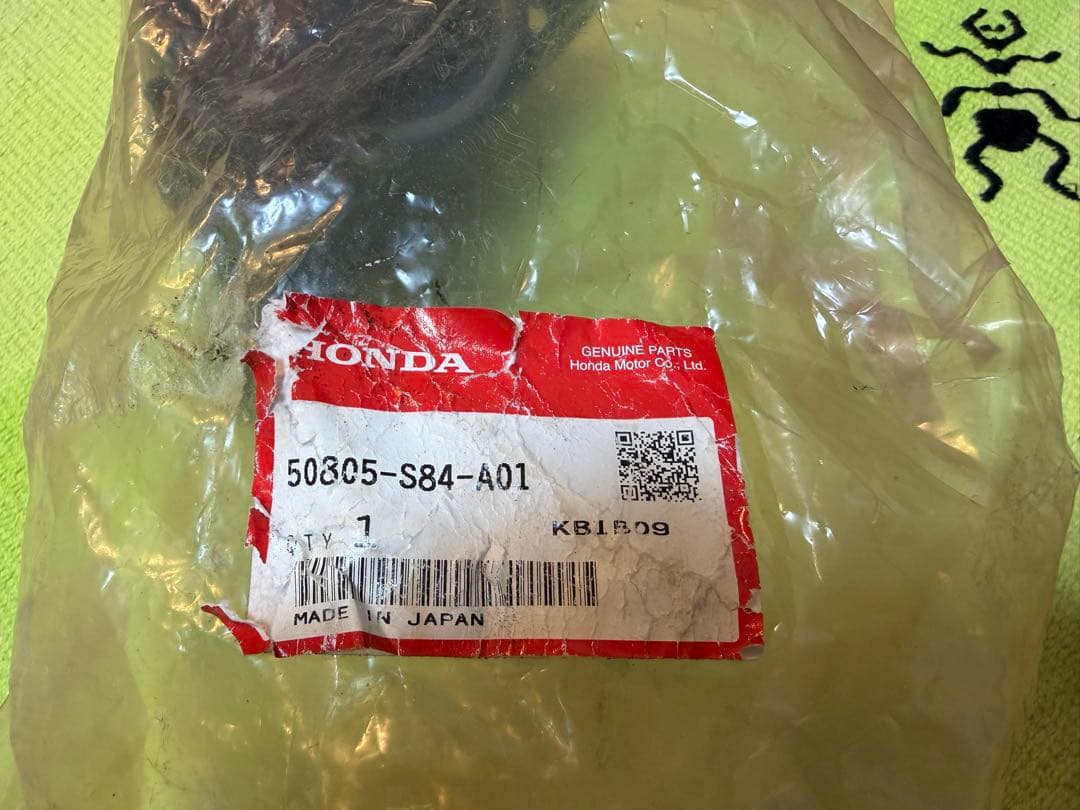 HONDA
GENUINE PARTS
Honda Motor Co., Ltd.
50805-S84-A01
QTY 1
KB1B09
MADE IN JAPAN